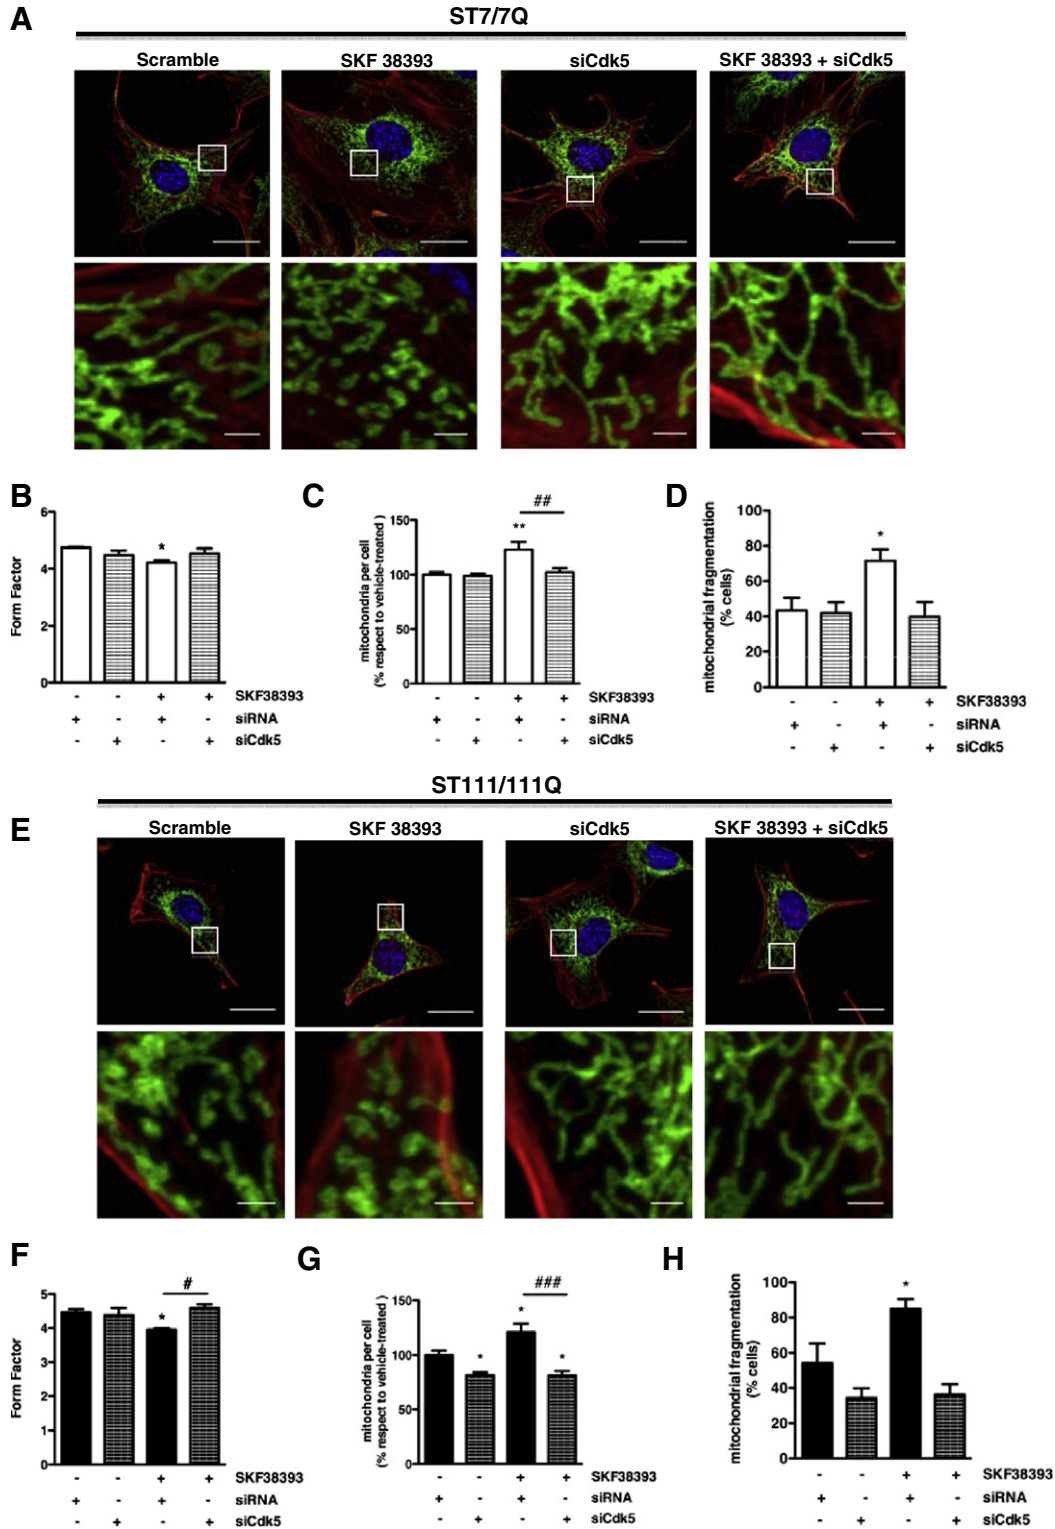 A
ST7/7Q
Scramble
SKF 38393
siCdk5
SKF 38393 + siCdk5
B
Form Factor
6
4
2
0
*
- - + + SKF38393
+ - + - siRNA
- + - + siCdk5
C
mitochondria per cell
(% respect to vehicle-treated )
150
100
50
0
**
##
- - + + SKF38393
+ - + - siRNA
- + - + siCdk5
D
mitochondrial fragmentation
(% cells)
100
80
60
40
20
0
*
- - + + SKF38393
+ - + - siRNA
- + - + siCdk5
ST111/111Q
E
Scramble
SKF 38393
siCdk5
SKF 38393 + siCdk5
F
Form Factor
5
4
3
2
1
0
*
#
- - + + SKF38393
+ - + - siRNA
- + - + siCdk5
G
mitochondria per cell
(% respect to vehicle-treated )
150
100
50
0
*
*
*
###
- - + + SKF38393
+ - + - siRNA
- + - + siCdk5
H
mitochondrial fragmentation
(% cells)
100
80
60
40
20
0
*
- - + + SKF38393
+ - + - siRNA
- + - + siCdk5